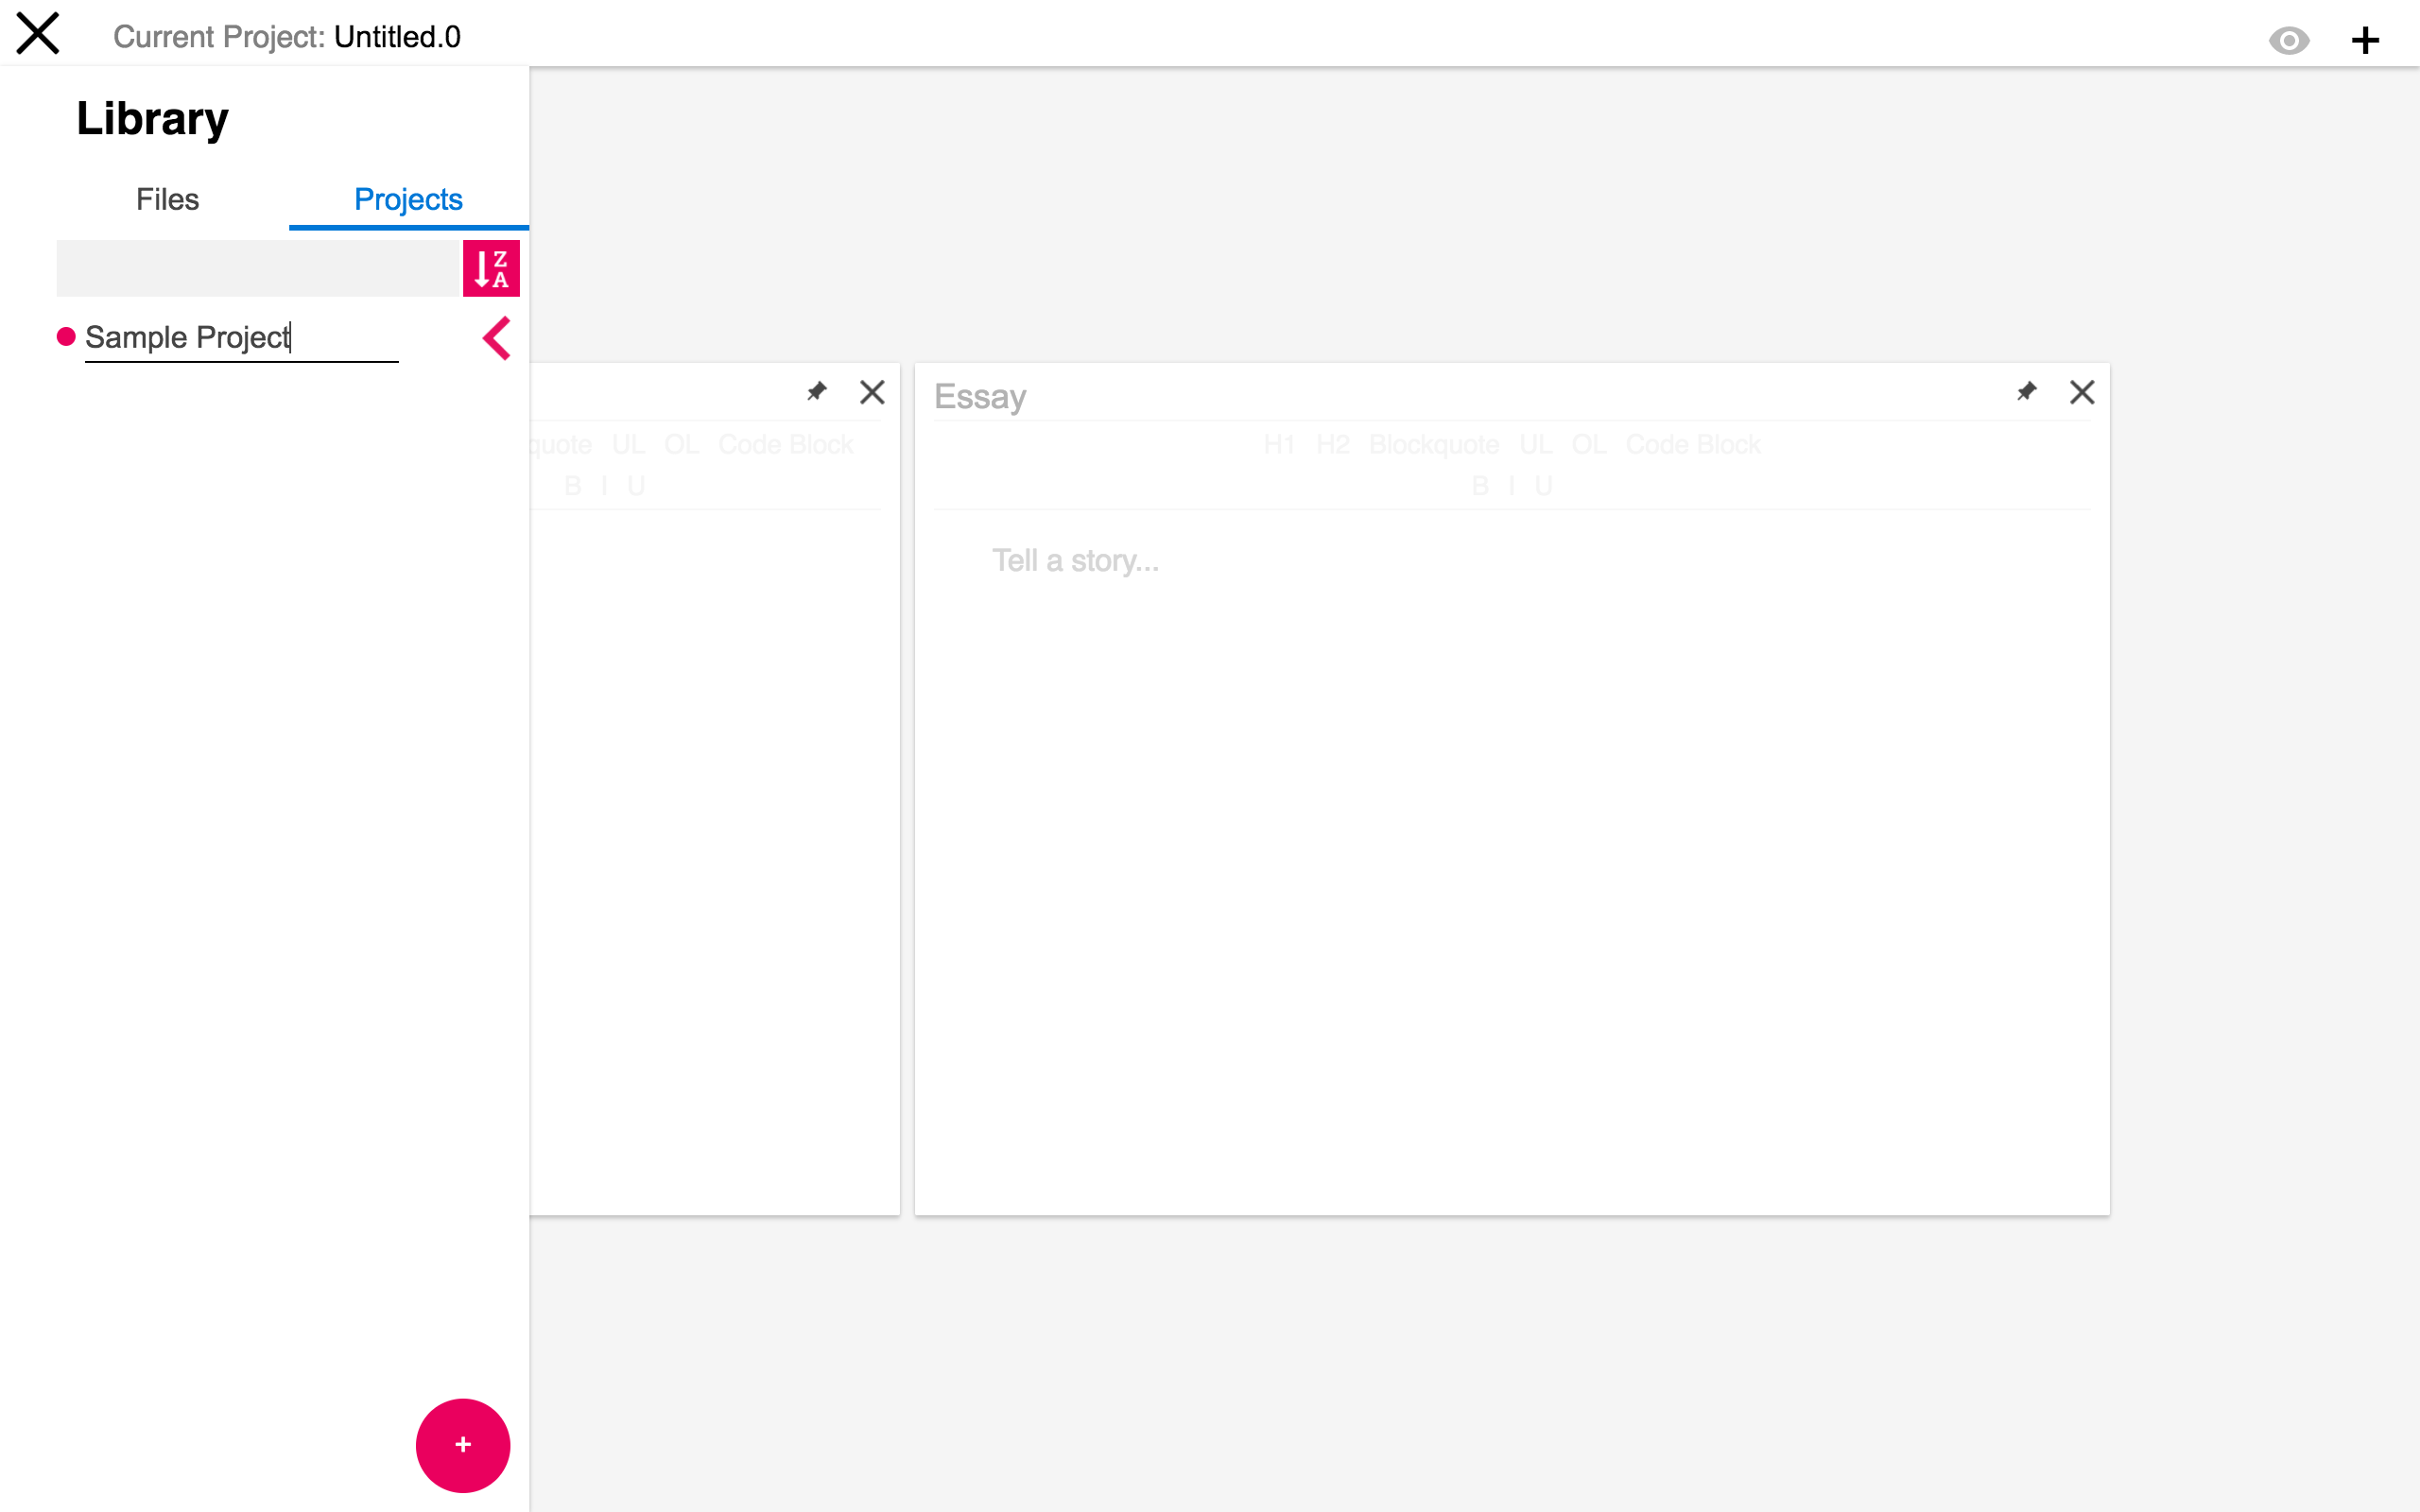 Current Project: Untitled.0
+
Library
Files Projects
Z
A
Sample Project
quote UL OL Code Block
B I U
Essay
H1 H2 Blockquote UL OL Code Block
B I U
Tell a story...
+